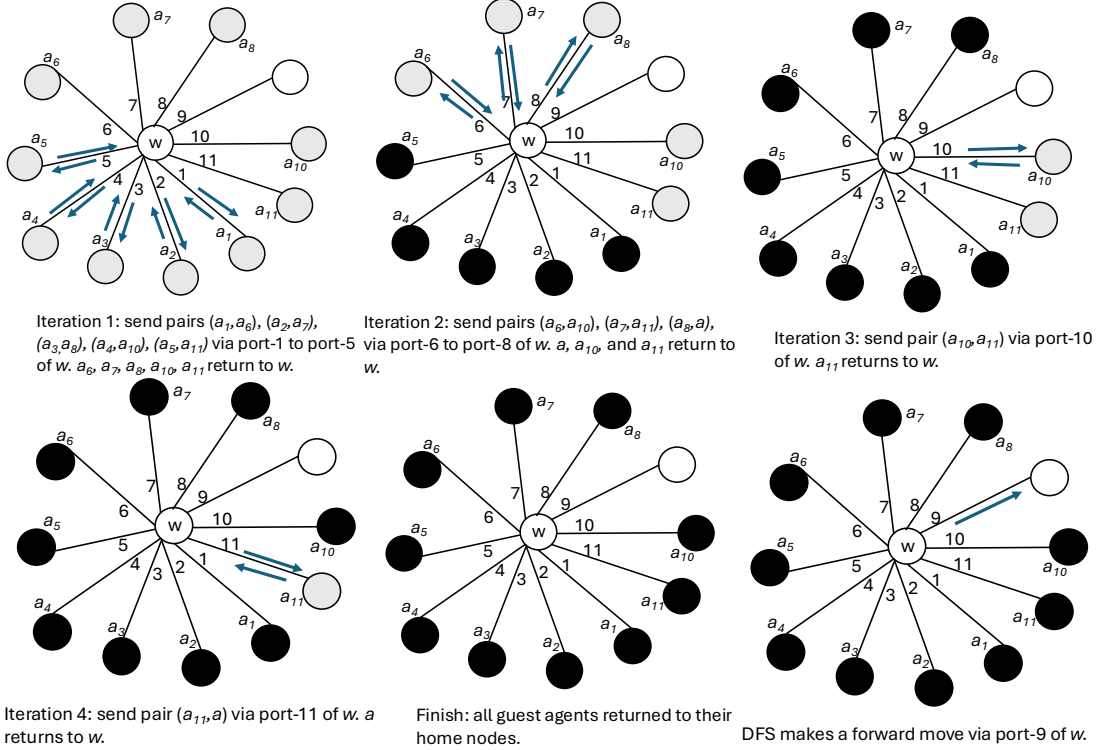 a₇
a₈
a₆
7
8
9
6
w
10
a₅
5
11
a₁₀
4
3
2
1
a₁₁
a₄
a₃
a₂
a₁
Iteration 1: send pairs (a₁,a₆), (a₂,a₇),
(a₃,a₈), (a₄,a₁₀), (a₅,a₁₁) via port-1 to port-5
of w. a₆, a₇, a₈, a₁₀, a₁₁ return to w.
a₇
a₈
a₆
7
8
9
6
w
10
a₅
5
11
a₁₀
4
3
2
1
a₁₁
a₄
a₃
a₂
a₁
Iteration 2: send pairs (a₆,a₁₀), (a₇,a₁₁), (a₈,a),
via port-6 to port-8 of w. a, a₁₀, and a₁₁ return to
w.
a₇
a₈
a₆
7
8
9
6
w
10
a₅
5
11
a₁₀
4
3
2
1
a₁₁
a₄
a₃
a₂
a₁
Iteration 3: send pair (a₁₀,a₁₁) via port-10
of w. a₁₁ returns to w.
a₇
a₈
a₆
7
8
9
6
w
10
a₅
5
11
a₁₀
4
3
2
1
a₁₁
a₄
a₃
a₂
a₁
Iteration 4: send pair (a₁₁,a) via port-11 of w. a
returns to w.
a₇
a₈
a₆
7
8
9
6
w
10
a₅
5
11
a₁₀
4
3
2
1
a₁₁
a₄
a₃
a₂
a₁
Finish: all guest agents returned to their
home nodes.
a₇
a₈
a₆
7
8
9
6
w
10
a₅
5
11
a₁₀
4
3
2
1
a₁₁
a₄
a₃
a₂
a₁
DFS makes a forward move via port-9 of w.